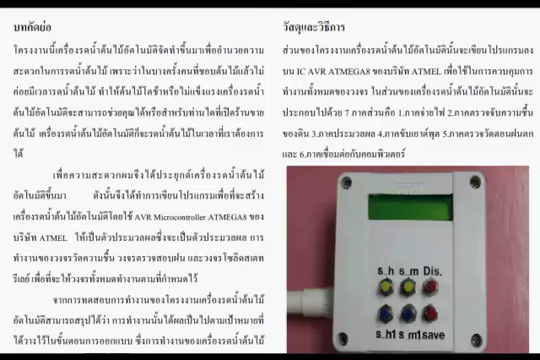 บทคัดย่อ
โครงงานนี้เครื่องรดน้ำต้นไม้อัตโนมัติจัดทำขึ้นมาเพื่ออำนวยความ
สะดวกในการรดน้ำต้นไม้ เพราะว่าในบางครั้งคนที่ชอบต้นไม้แล้วไม่
ค่อยมีเวลารดน้ำ ทำให้ต้นไม้โตช้าหรือไม่แข็งแรงเครื่องรดน้ำ
ต้นไม้อัตโนมัติจะสามารถช่วยคุณได้หรือสำหรับท่านใดที่เปิดร้านขาย
ต้นไม้ เครื่องรดน้ำต้นไม้อัตโนมัติก็จะรดน้ำต้นไม้ในเวลาที่เราต้องการ
ได้
เพื่อความสะดวกผมจึงได้ประยุกต์เครื่องรดน้ำต้นไม้
อัตโนมัติขึ้นมา ดังนั้นจึงได้ทำการเขียนโปรแกรมเพื่อที่จะสร้าง
เครื่องรดน้ำต้นไม้อัตโนมัติโดยใช้ AVR Microcontroller ATMEGA8 ของ
บริษัท ATMEL ให้เป็นตัวประมวลผลซึ่งจะเป็นตัวประมวลผล การ
ทำงานของวงจรวัดความชื้น วงจรตรวจสอบฝน และวงจรโซลิดสเตท
รีเลย์ เพื่อที่จะให้วงจรทั้งหมดทำงานตามที่กำหนดไว้
จากการทดสอบการทำงานของโครงงานเครื่องรดน้ำต้นไม้
อัตโนมัติสามารถสรุปได้ว่า การทำงานนั้นได้ผลเป็นไปตามเป้าหมายที่
ได้วางไว้ในขั้นตอนการออกแบบ ซึ่งการทำงานของเครื่องรดน้ำต้นไม้
วัสดุและวิธีการ
ส่วนของโครงงานเครื่องรดน้ำต้นไม้อัตโนมัตินั้นจะเขียนโปรแกรมลง
บน IC AVR ATMEGA8 ของบริษัท ATMEL เพื่อใช้ในการควบคุมการ
ทำงานทั้งหมดของวงจร ในส่วนของเครื่องรดน้ำต้นไม้อัตโนมัตินั้นจะ
ประกอบไปด้วย 7 ภาคส่วนคือ 1.ภาคจ่ายไฟ 2.ภาคตรวจจับความชื้น
ของดิน 3.ภาคประมวลผล 4.ภาคขับเอาต์พุต 5.ภาคตรวจวัดตอนฝนตก
และ 6.ภาคเชื่อมต่อกับคอมพิวเตอร์
s_h s_m Dis.
s_h1 s_m1 save